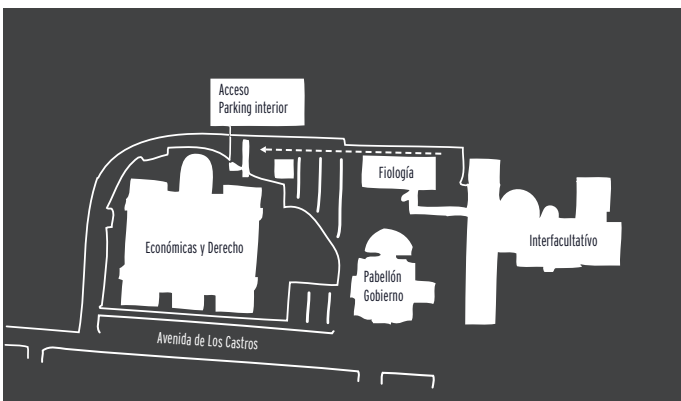 Acceso
Parking interior
Fiología
Económicas y Derecho
Interfacultatívo
Pabellón
Gobierno
Avenida de Los Castros